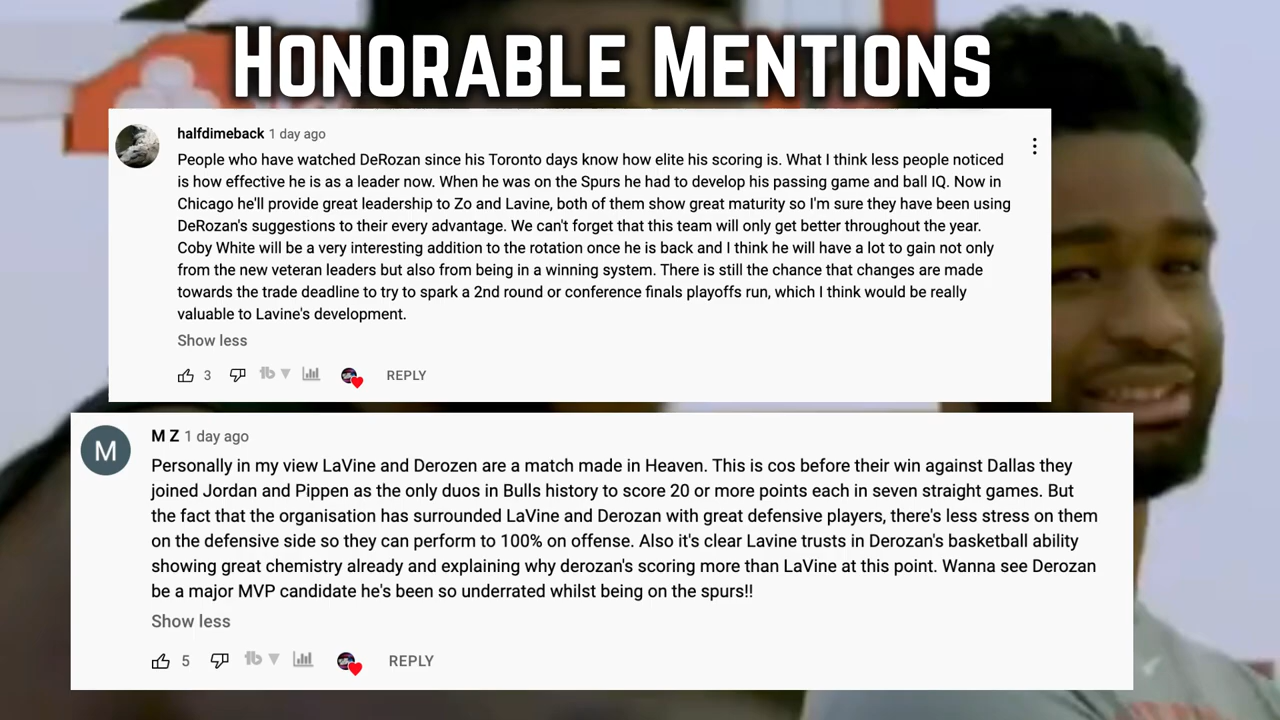 HONORABLE MENTIONS
halfdimeback 1 day ago
People who have watched DeRozan since his Toronto days know how elite his scoring is. What I think less people noticed
is how effective he is as a leader now. When he was on the Spurs he had to develop his passing game and ball IQ. Now in
Chicago he'll provide great leadership to Zo and Lavine, both of them show great maturity so I'm sure they have been using
DeRozan's suggestions to their every advantage. We can't forget that this team will only get better throughout the year.
Coby White will be a very interesting addition to the rotation once he is back and I think he will have a lot to gain not only
from the new veteran leaders but also from being in a winning system. There is still the chance that changes are made
towards the trade deadline to try to spark a 2nd round or conference finals playoffs run, which I think would be really
valuable to Lavine's development.
Show less
3 tb REPLY
M
M Z 1 day ago
Personally in my view LaVine and Derozen are a match made in Heaven. This is cos before their win against Dallas they
joined Jordan and Pippen as the only duos in Bulls history to score 20 or more points each in seven straight games. But
the fact that the organisation has surrounded LaVine and Derozan with great defensive players, there's less stress on them
on the defensive side so they can perform to 100% on offense. Also it's clear Lavine trusts in Derozan's basketball ability
showing great chemistry already and explaining why derozan's scoring more than LaVine at this point. Wanna see Derozan
be a major MVP candidate he's been so underrated whilst being on the spurs!!
Show less
5 tb REPLY